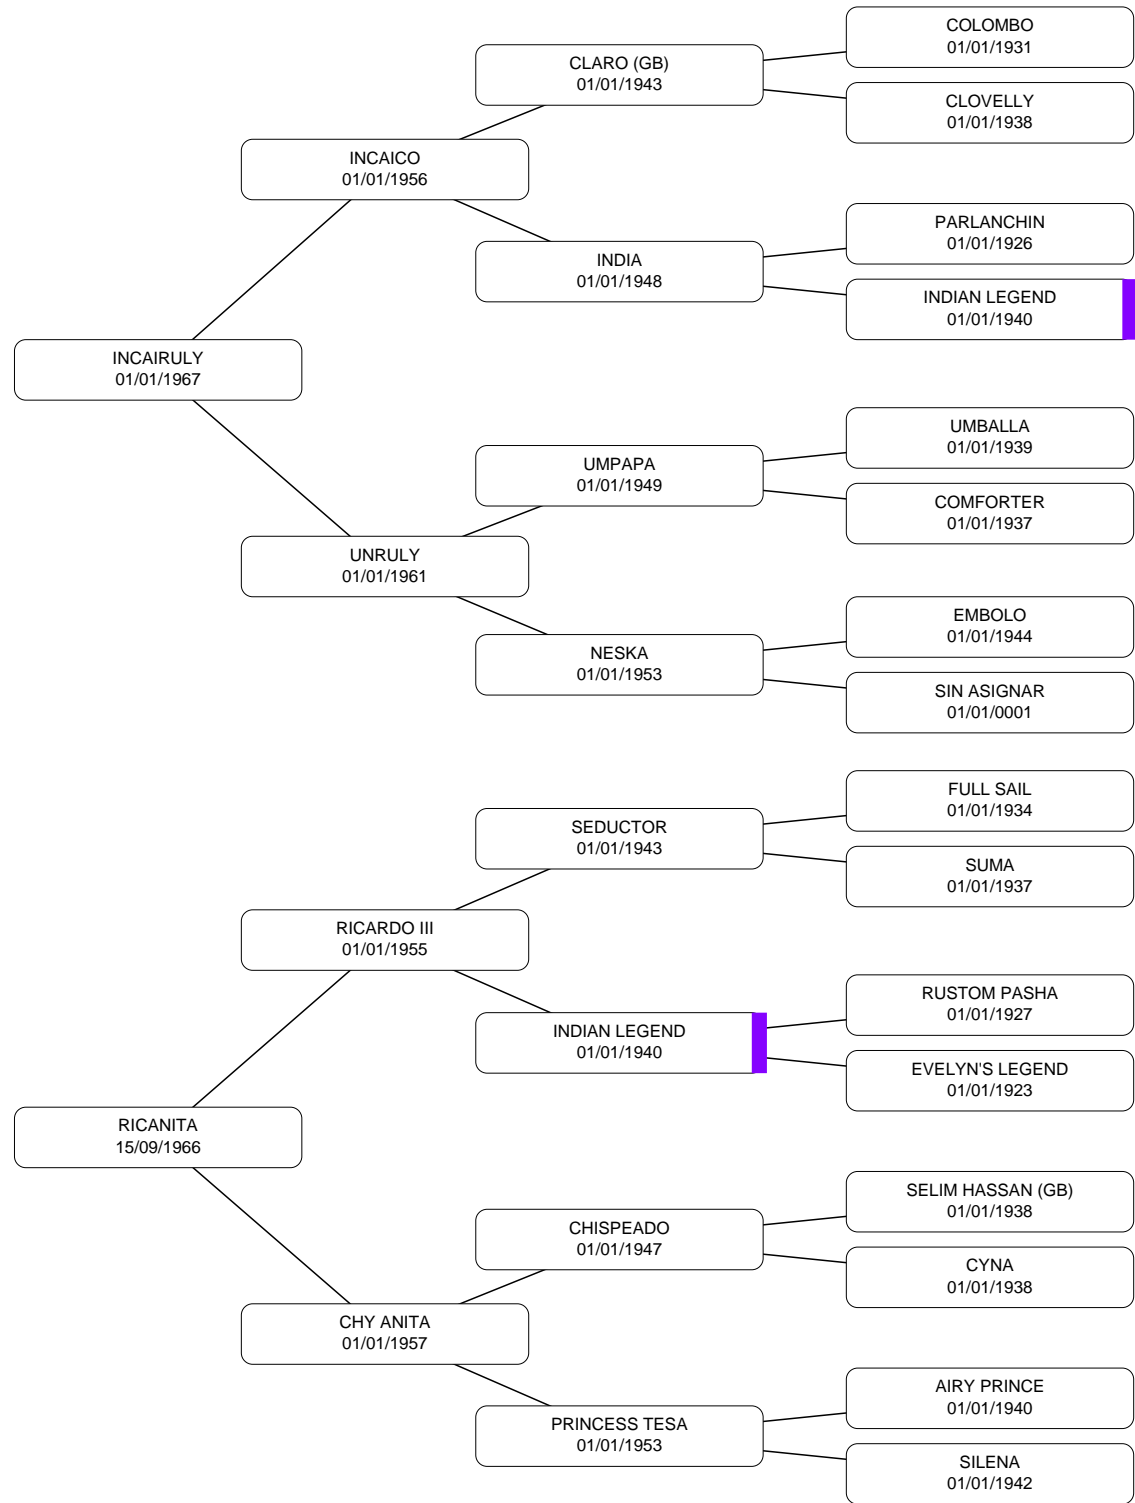 COLOMBO
01/01/1931
CLARO (GB)
01/01/1943
CLOVELLY
01/01/1938
INCAICO
01/01/1956
PARLANCHIN
01/01/1926
INDIA
01/01/1948
INDIAN LEGEND
01/01/1940
INCAIRULY
01/01/1967
UMBALLA
01/01/1939
UMPAPA
01/01/1949
COMFORTER
01/01/1937
UNRULY
01/01/1961
EMBOLO
01/01/1944
NESKA
01/01/1953
SIN ASIGNAR
01/01/0001
FULL SAIL
01/01/1934
SEDUCTOR
01/01/1943
SUMA
01/01/1937
RICARDO III
01/01/1955
RUSTOM PASHA
01/01/1927
INDIAN LEGEND
01/01/1940
EVELYN'S LEGEND
01/01/1923
RICANITA
15/09/1966
SELIM HASSAN (GB)
01/01/1938
CHISPEADO
01/01/1947
CYNA
01/01/1938
CHY ANITA
01/01/1957
AIRY PRINCE
01/01/1940
PRINCESS TESA
01/01/1953
SILENA
01/01/1942